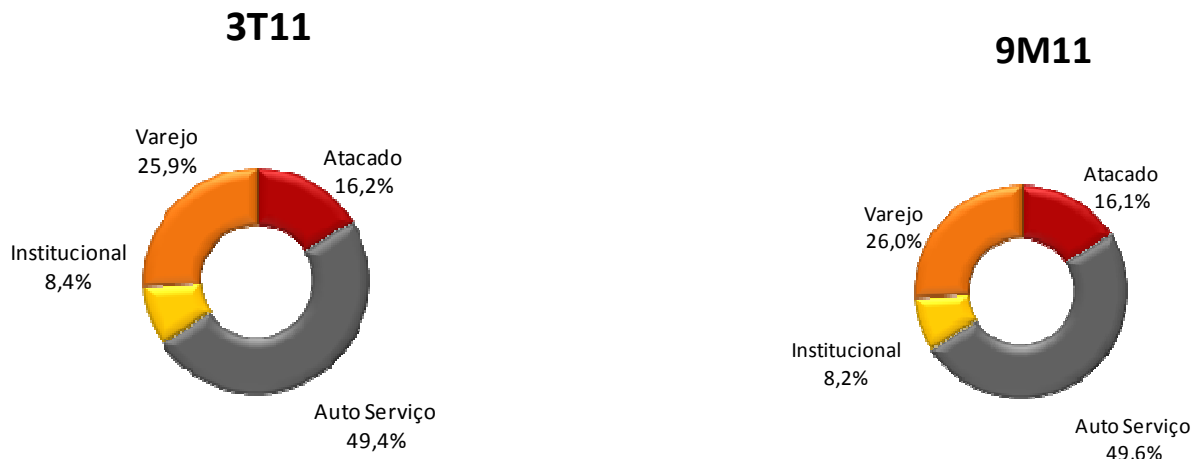 3T11
Varejo
25,9%
Atacado
16,2%
Institucional
8,4%
Auto Serviço
49,4%
9M11
Atacado
16,1%
Varejo
26,0%
Institucional
8,2%
Auto Serviço
49,6%